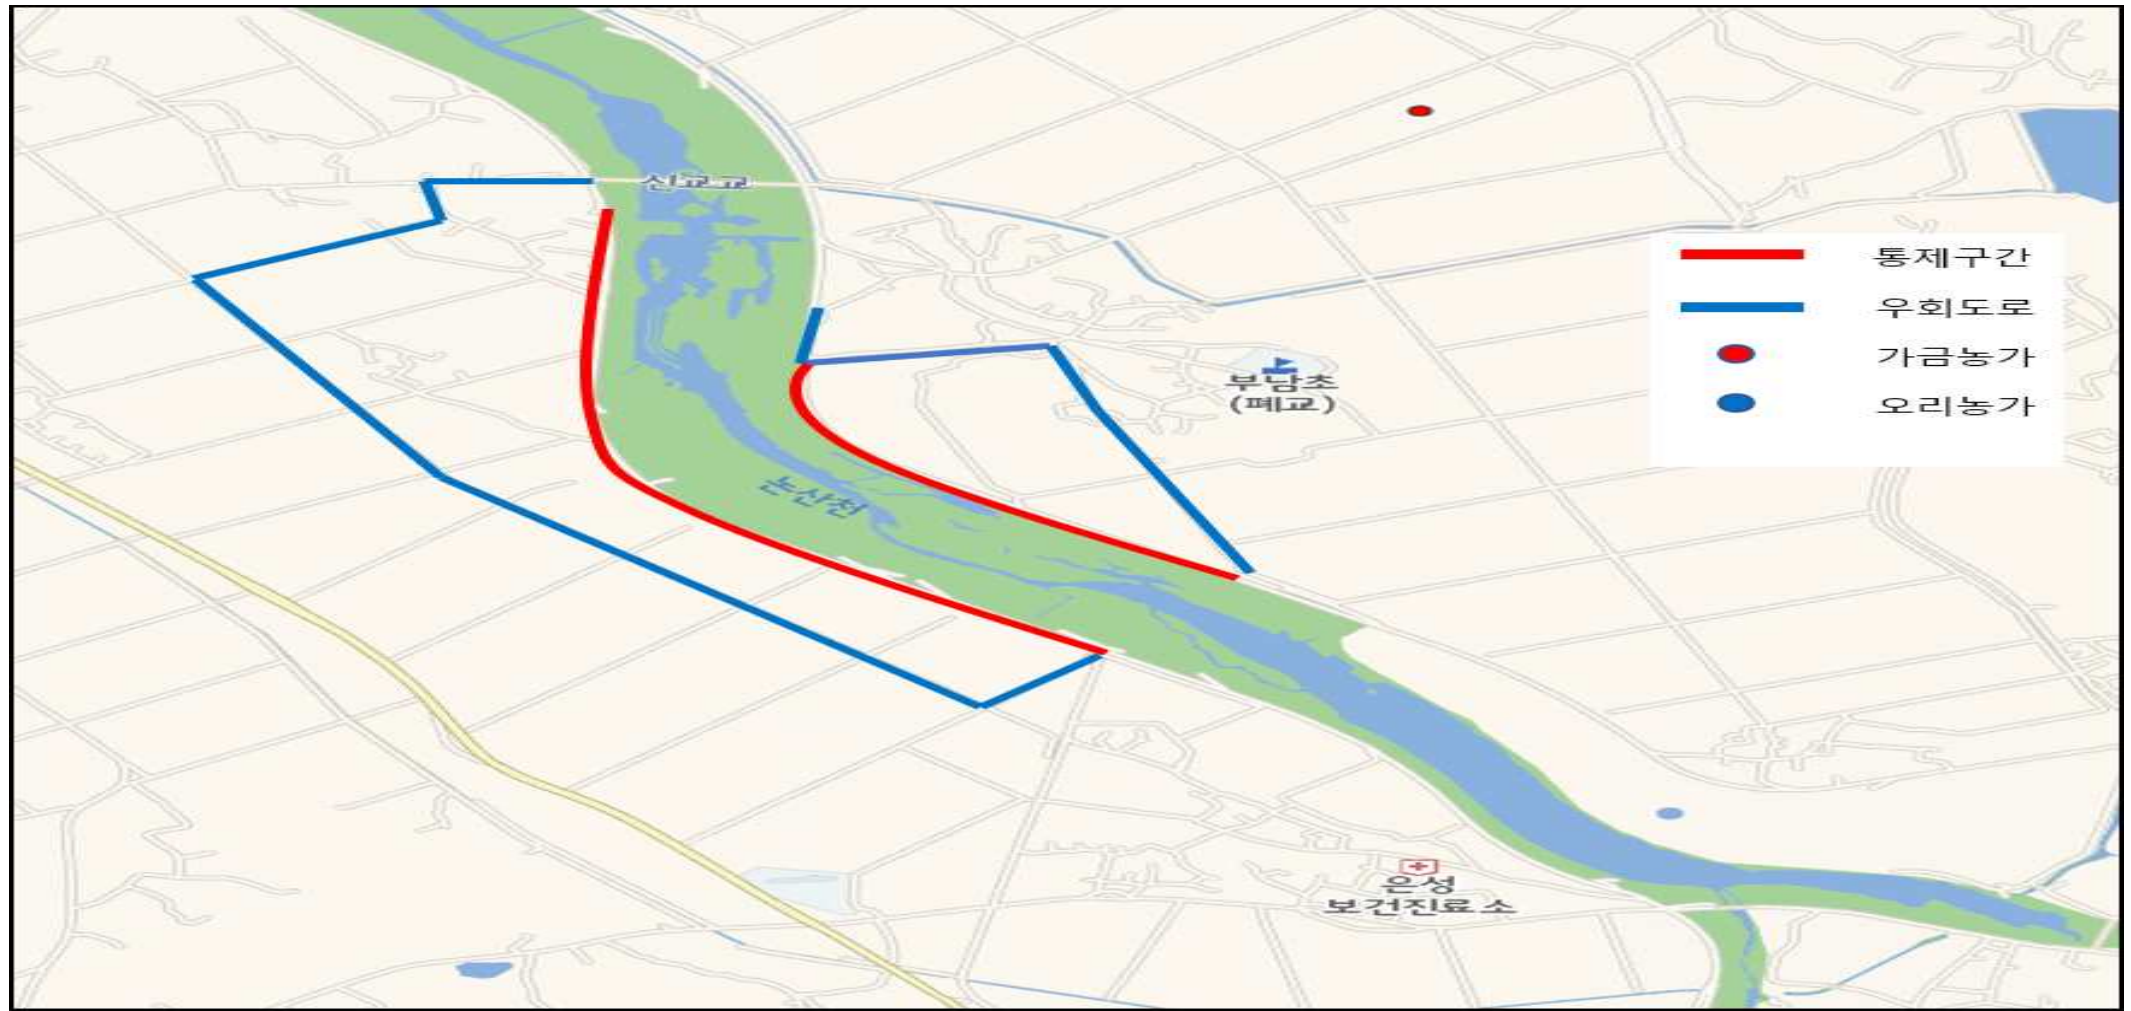 신교교
통제구간
우회도로
가금농가
오리농가
부남초
(폐교)
논산천
은성
보건진료소